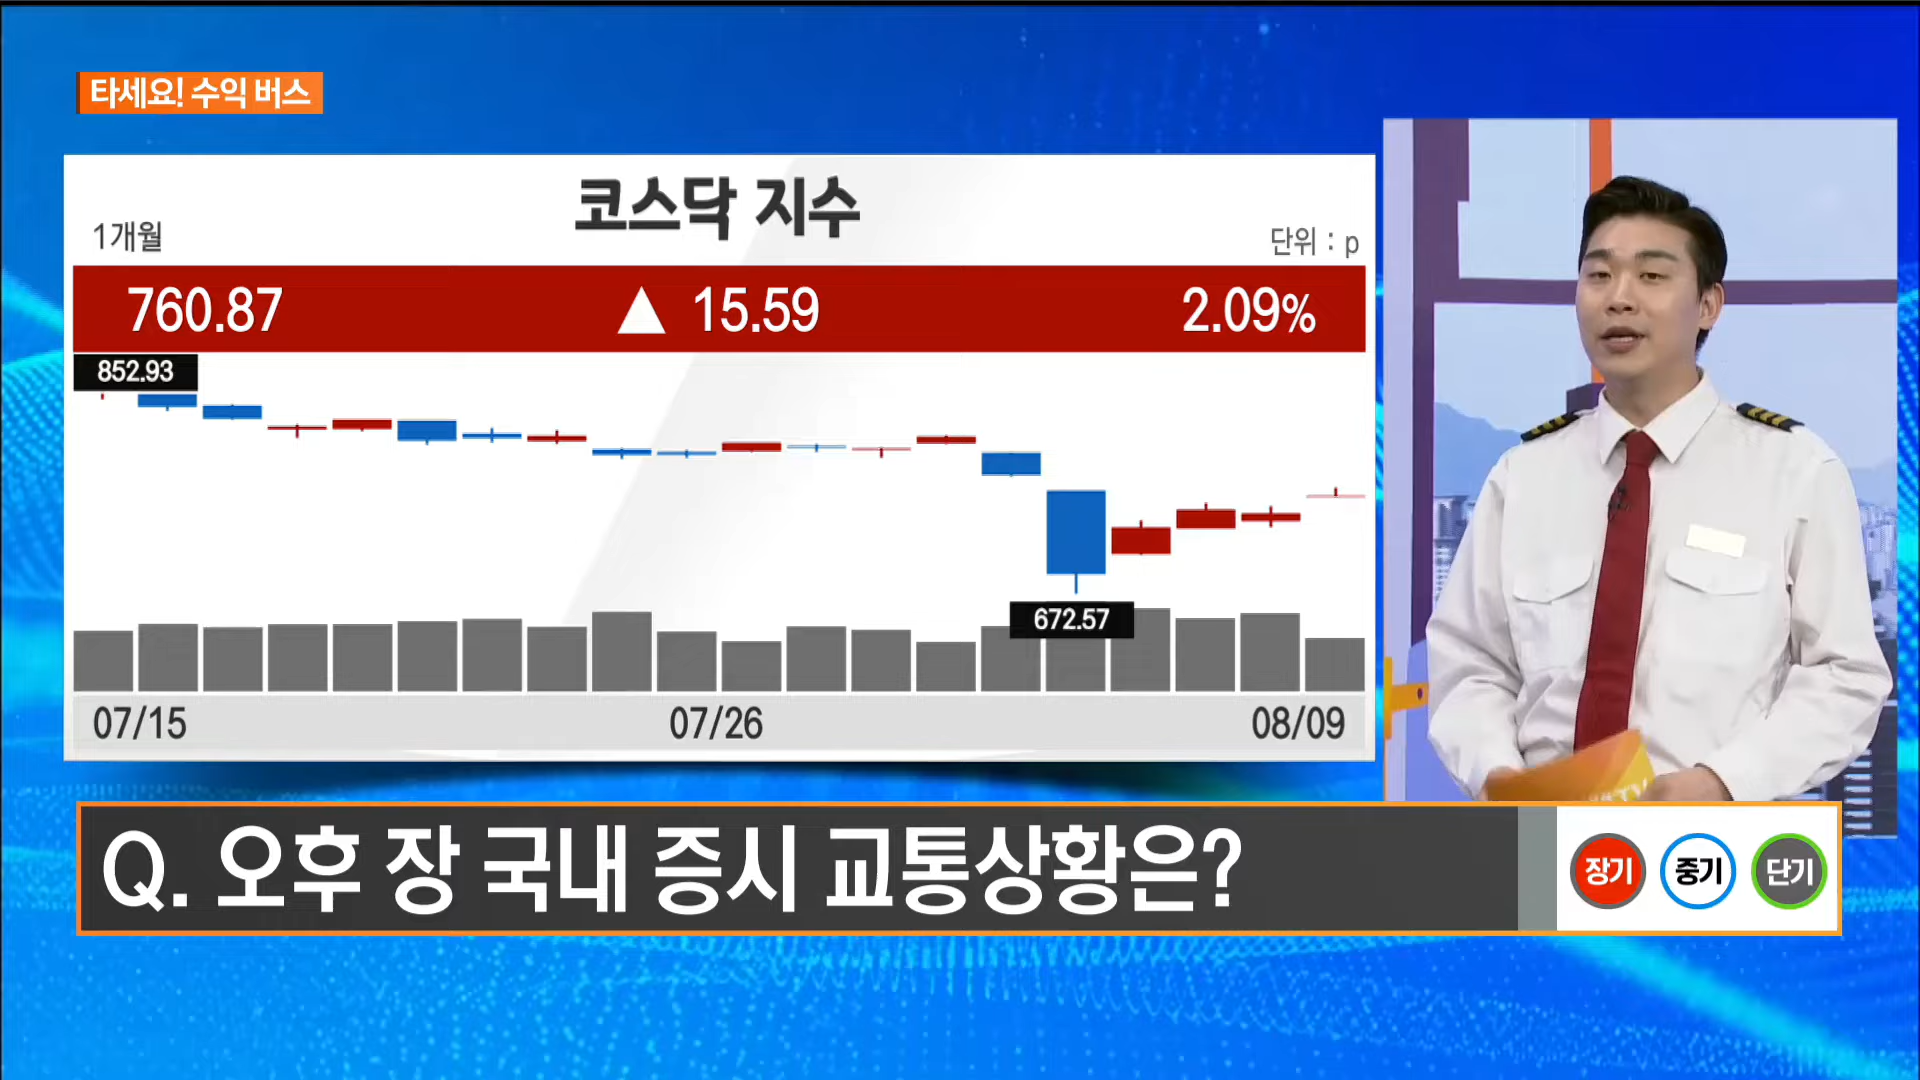 타세요! 수익 버스
코스닥 지수
1개월
단위 : p
760.87 ▲ 15.59 2.09%
852.93
672.57
07/15 07/26 08/09
Q. 오후 장 국내 증시 교통상황은?
장기 중기 단기